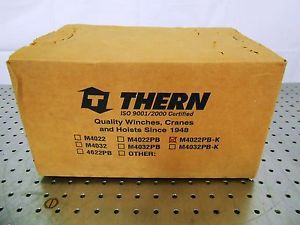 THERN
ISO 9001/2000 Certified
Quality Winches, Cranes
and Hoists Since 1948
M4022 M4022PB M4022PB-K
M4032 M4032PB M4032PB-K
4622PB OTHER: